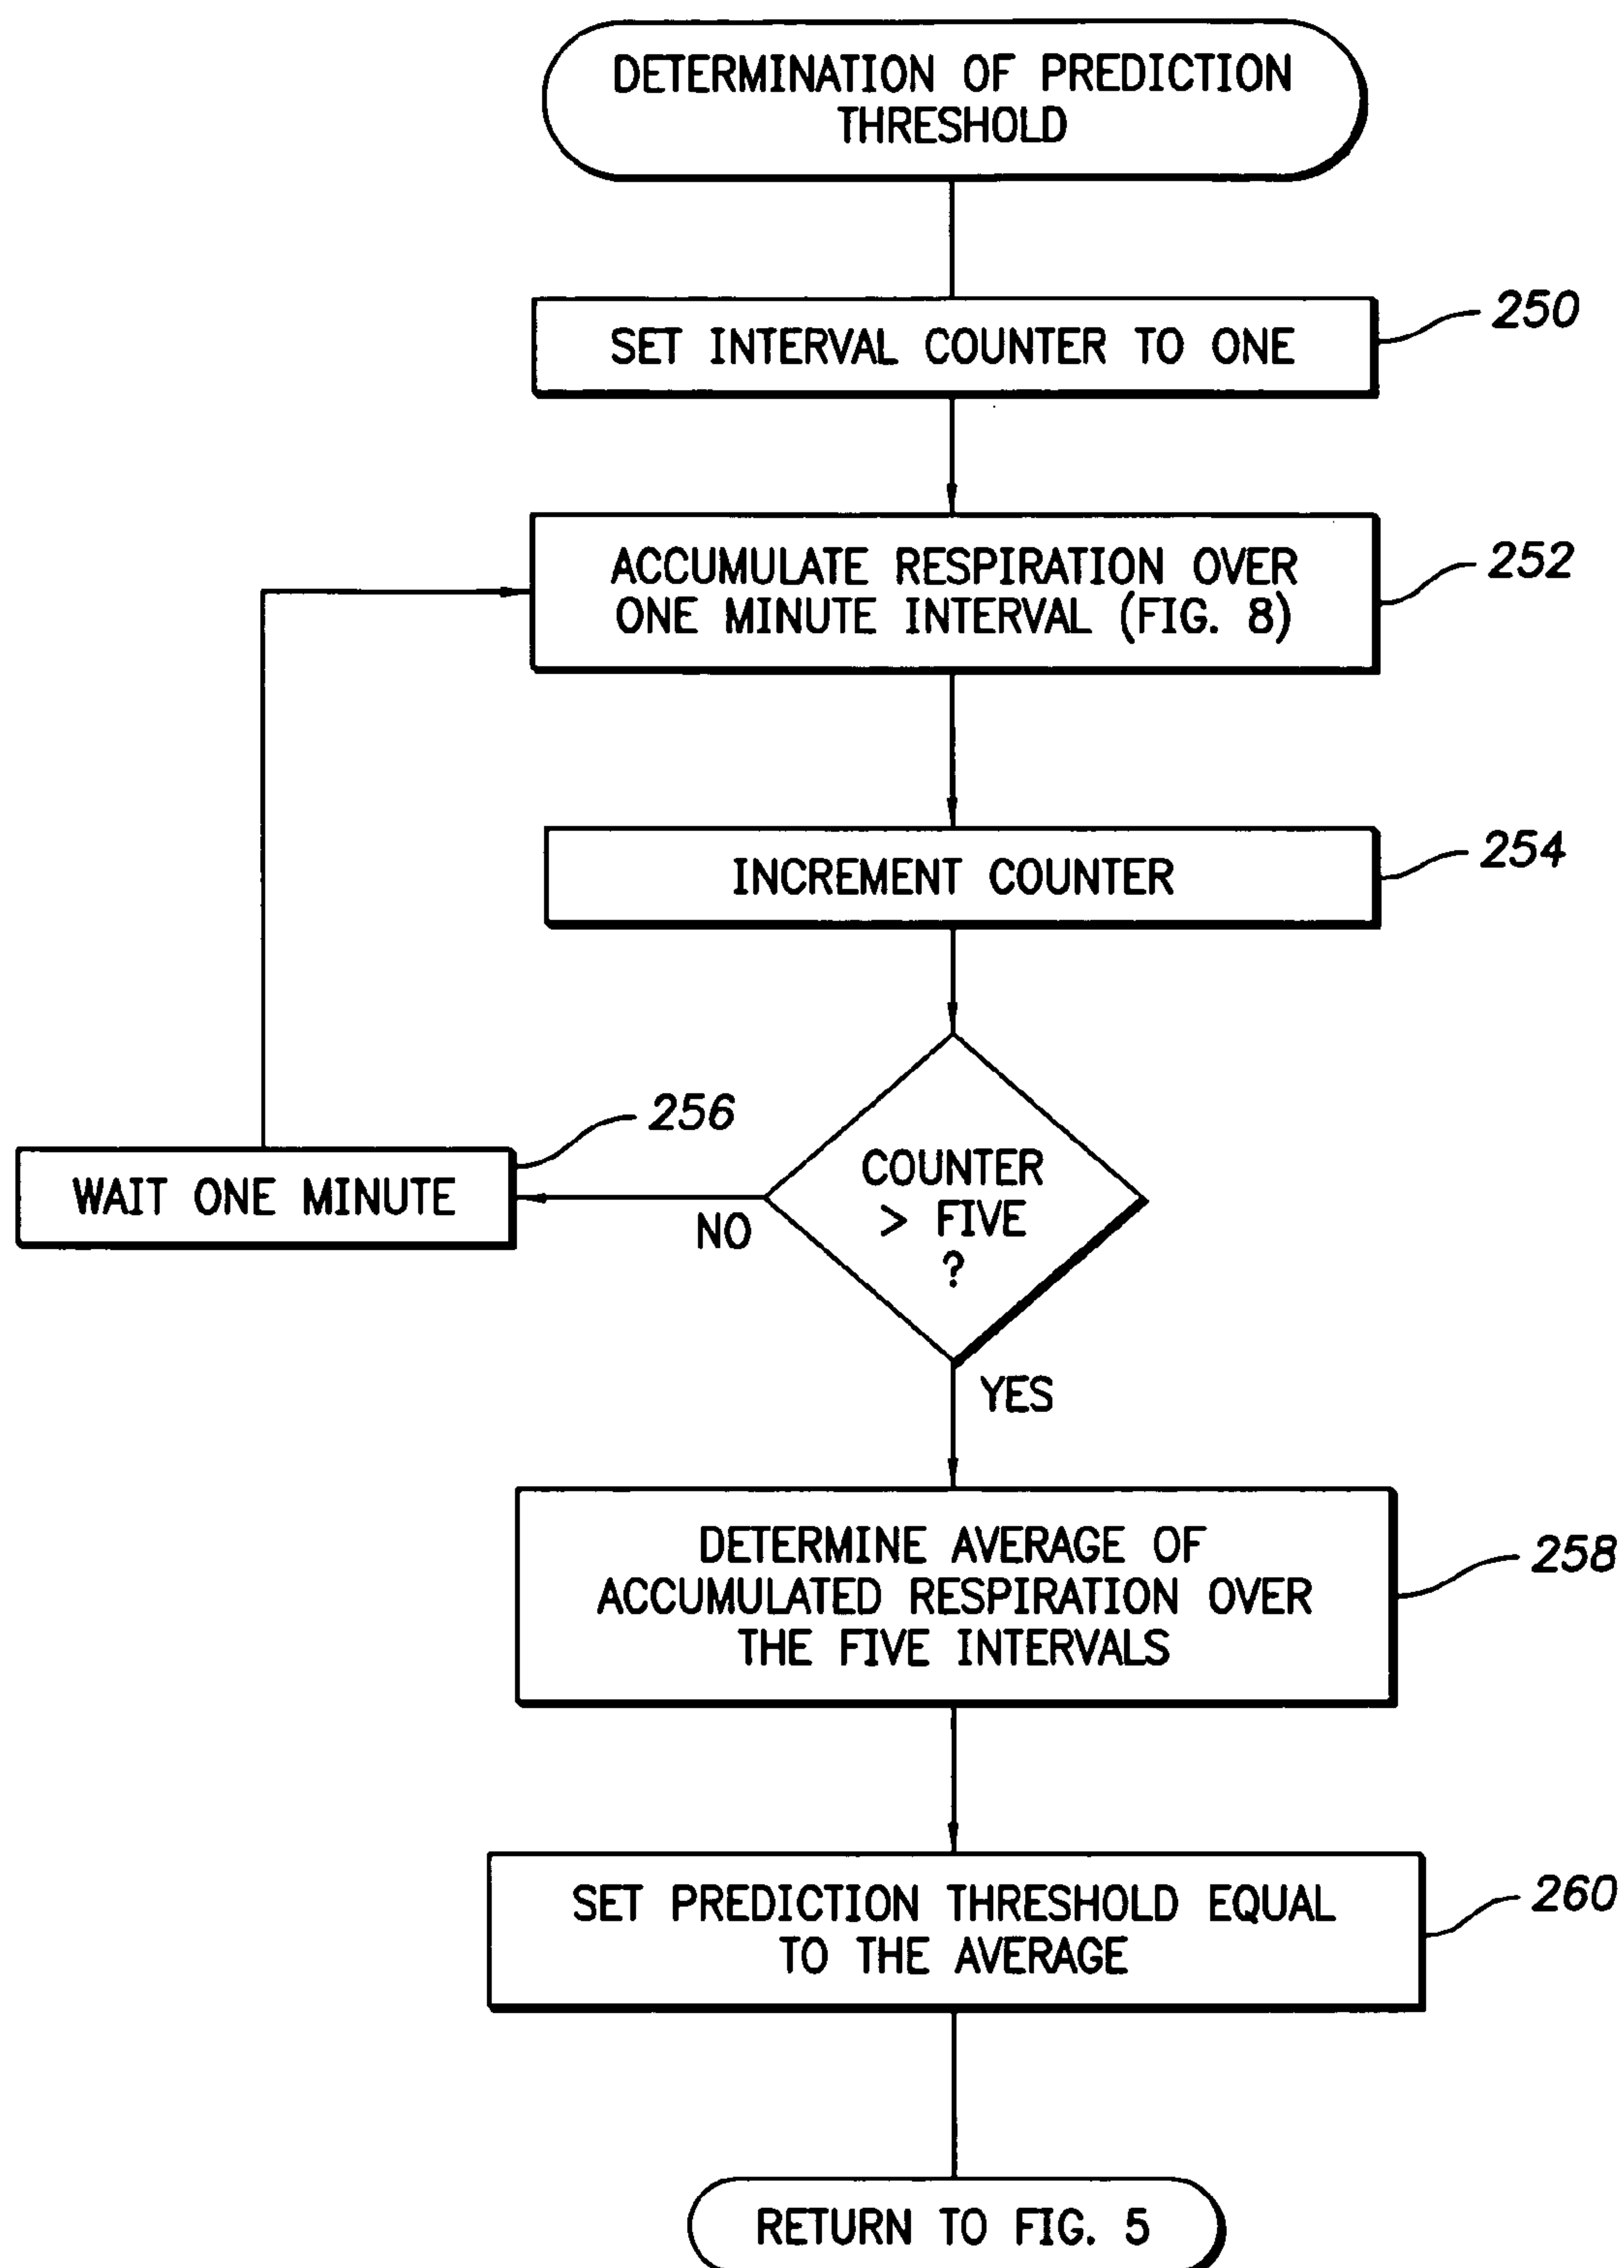 DETERMINATION OF PREDICTION
THRESHOLD
SET INTERVAL COUNTER TO ONE
250
ACCUMULATE RESPIRATION OVER
ONE MINUTE INTERVAL (FIG. 8)
252
INCREMENT COUNTER
254
COUNTER
> FIVE
?
NO
WAIT ONE MINUTE
256
YES
DETERMINE AVERAGE OF
ACCUMULATED RESPIRATION OVER
THE FIVE INTERVALS
258
SET PREDICTION THRESHOLD EQUAL
TO THE AVERAGE
260
RETURN TO FIG. 5